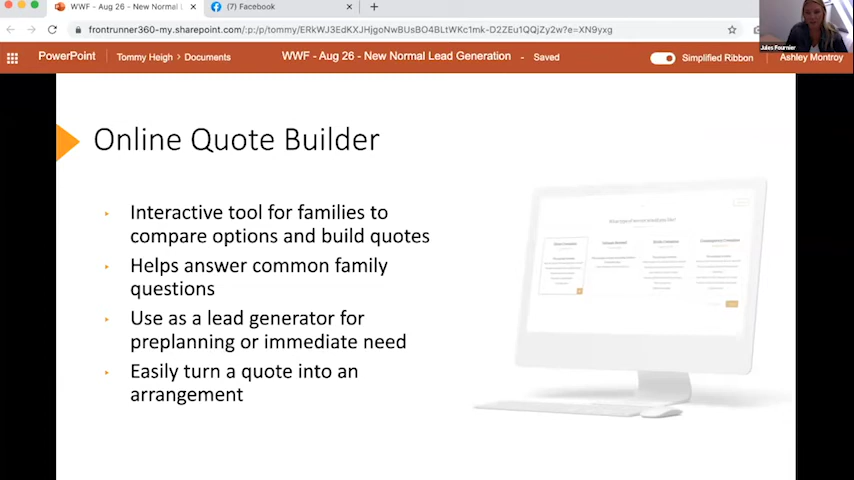 WWF - Aug 26 - New Normal L
(7) Facebook
frontrunner360-my.sharepoint.com/:p:/p/tommy/ERkWJ3EdKXJHjgoNwBUsBO4BLtWKc1mk-D2ZEu1QQjZy2w?e=XN9yxg
Jules Fournier
PowerPoint
Tommy Heigh > Documents
WWF - Aug 26 - New Normal Lead Generation - Saved
Simplified Ribbon
Ashley Montroy
Online Quote Builder
Interactive tool for families to
compare options and build quotes
Helps answer common family
questions
Use as a lead generator for
preplanning or immediate need
Easily turn a quote into an
arrangement